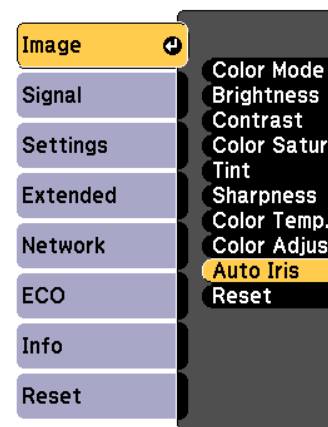 Image
Signal
Settings
Extended
Network
ECO
Info
Reset
Color Mode
Brightness
Contrast
Color Satur
Tint
Sharpness
Color Temp.
Color Adjus
Auto Iris
Reset